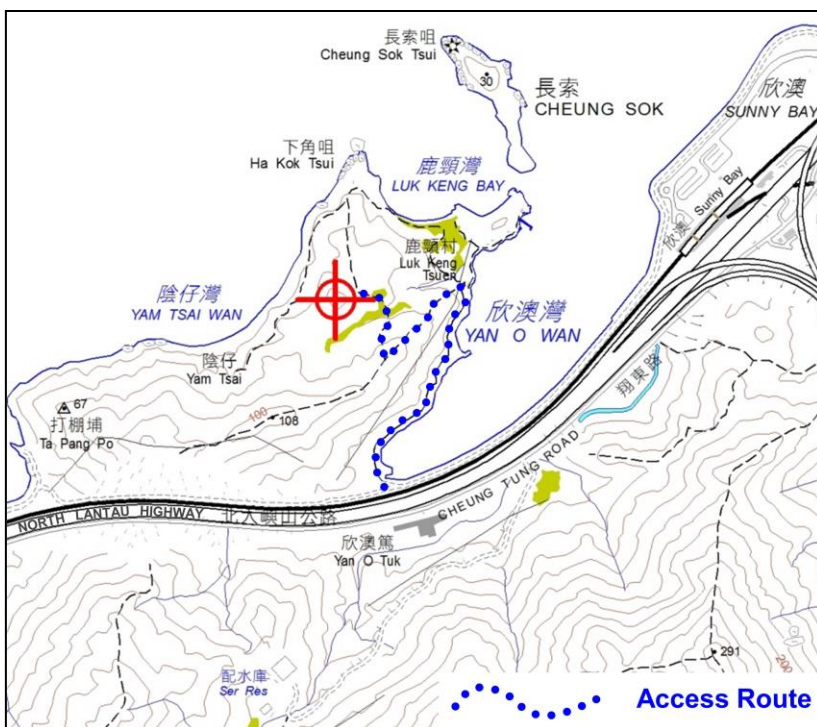 長索咀
Cheung Sok Tsui
30
長索
CHEUNG SOK
欣澳
SUNNY BAY
下角咀
Ha Kok Tsui
鹿頸灣
LUK KENG BAY
欣澳 Sunny Bay
鹿頸村
Luk Keng
Tsuen
陰仔灣
YAM TSAI WAN
欣澳灣
YAN O WAN
陰仔
Yam Tsai
翔東路
67
打棚埔
Ta Pang Po
100
108
CHEUNG TUNG ROAD
NORTH LANTAU HIGHWAY 北大嶼山公路
欣澳篤
Yan O Tuk
291
200
配水庫
Ser Res
Access Route